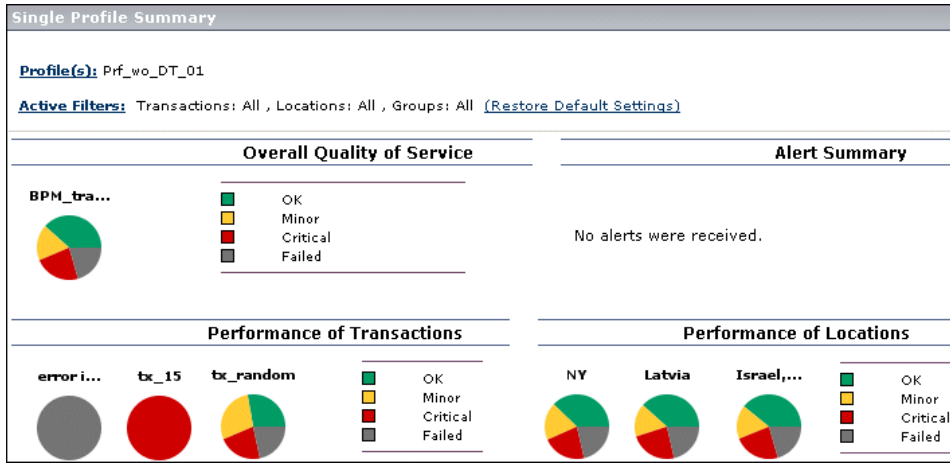 Single Profile Summary
Profile(s): Prf_wo_DT_01
Active Filters: Transactions: All , Locations: All , Groups: All (Restore Default Settings)
Overall Quality of Service
BPM_tra...
OK
Minor
Critical
Failed
Alert Summary
No alerts were received.
Performance of Transactions
error i...
tx_15
tx_random
OK
Minor
Critical
Failed
Performance of Locations
NY
Latvia
Israel,...
OK
Minor
Critical
Failed